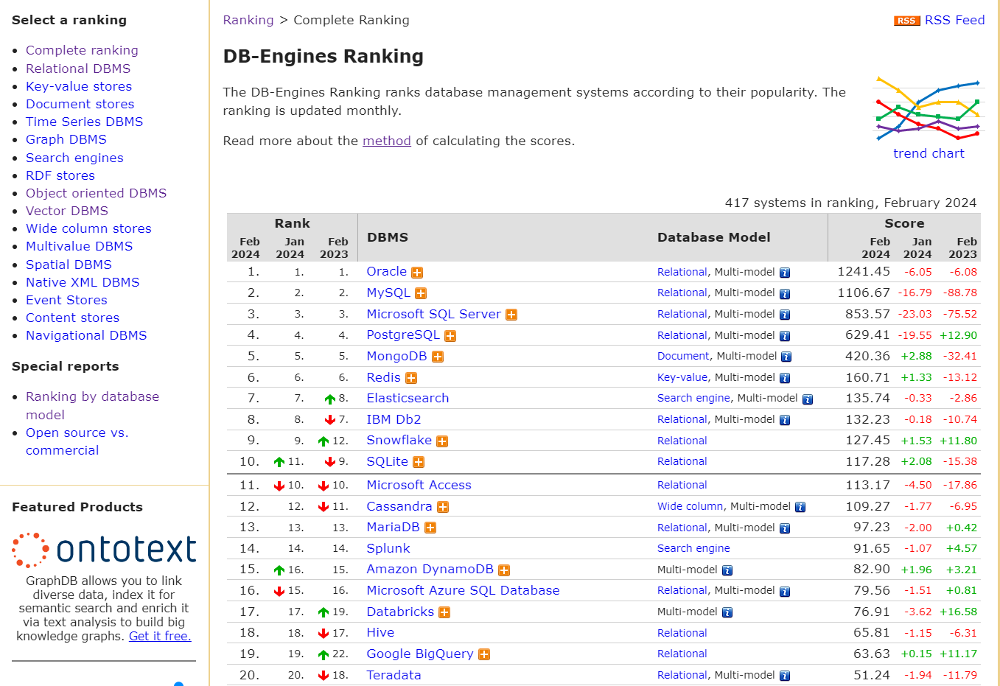 Select a ranking
Complete ranking
Relational DBMS
Key-value stores
Document stores
Time Series DBMS
Graph DBMS
Search engines
RDF stores
Object oriented DBMS
Vector DBMS
Wide column stores
Multivalue DBMS
Spatial DBMS
Native XML DBMS
Event Stores
Content stores
Navigational DBMS
Special reports
Ranking by database
model
Open source vs.
commercial
Featured Products
ontotext
GraphDB allows you to link
diverse data, index it for
semantic search and enrich it
via text analysis to build big
knowledge graphs. Get it free.
Ranking > Complete Ranking
RSS RSS Feed
DB-Engines Ranking
The DB-Engines Ranking ranks database management systems according to their popularity. The
ranking is updated monthly.
Read more about the method of calculating the scores.
trend chart
417 systems in ranking, February 2024
Rank DBMS Database Model Score
Feb Jan Feb Feb Jan Feb
2024 2024 2023 2024 2024 2023
1. 1. 1. Oracle Relational, Multi-model 1241.45 -6.05 -6.08
2. 2. 2. MySQL Relational, Multi-model 1106.67 -16.79 -88.78
3. 3. 3. Microsoft SQL Server Relational, Multi-model 853.57 -23.03 -75.52
4. 4. 4. PostgreSQL Relational, Multi-model 629.41 -19.55 +12.90
5. 5. 5. MongoDB Document, Multi-model 420.36 +2.88 -32.41
6. 6. 6. Redis Key-value, Multi-model 160.71 +1.33 -13.12
7. 7. 8. Elasticsearch Search engine, Multi-model 135.74 -0.33 -2.86
8. 8. 7. IBM Db2 Relational, Multi-model 132.23 -0.18 -10.74
9. 9. 12. Snowflake Relational 127.45 +1.53 +11.80
10. 11. 9. SQLite Relational 117.28 +2.08 -15.38
11. 10. 10. Microsoft Access Relational 113.17 -4.50 -17.86
12. 12. 11. Cassandra Wide column, Multi-model 109.27 -1.77 -6.95
13. 13. 13. MariaDB Relational, Multi-model 97.23 -2.00 +0.42
14. 14. 14. Splunk Search engine 91.65 -1.07 +4.57
15. 16. 15. Amazon DynamoDB Multi-model 82.90 +1.96 +3.21
16. 15. 16. Microsoft Azure SQL Database Relational, Multi-model 79.56 -1.51 +0.81
17. 17. 19. Databricks Multi-model 76.91 -3.62 +16.58
18. 18. 17. Hive Relational 65.81 -1.15 -6.31
19. 19. 22. Google BigQuery Relational 63.63 +0.15 +11.17
20. 20. 18. Teradata Relational, Multi-model 51.24 -1.94 -11.79